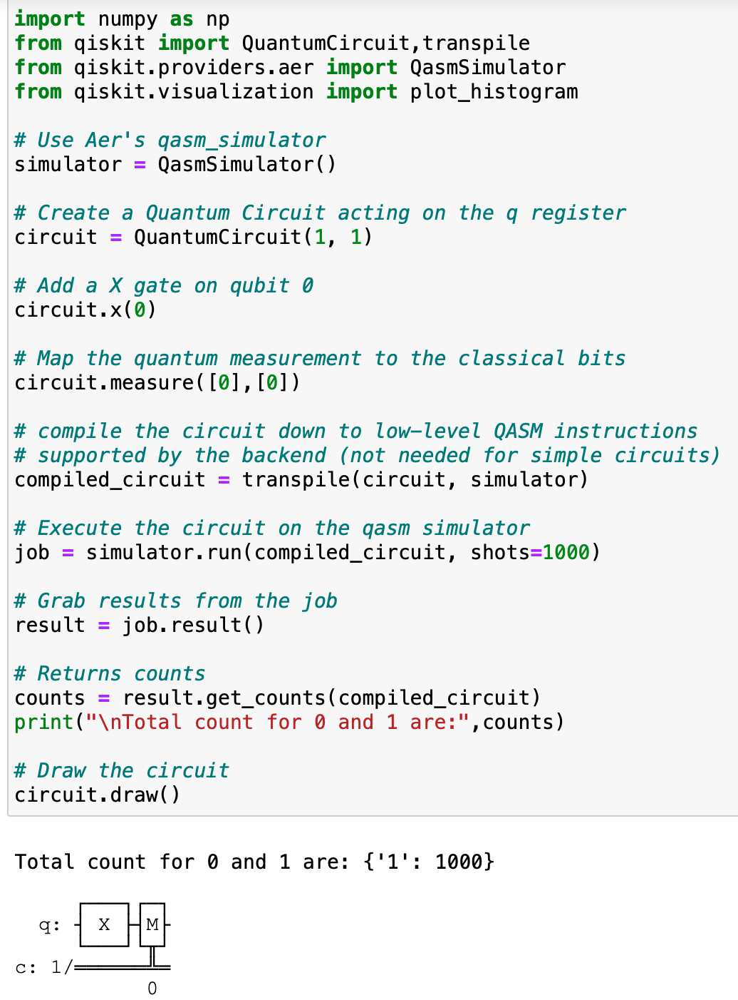 import numpy as np
from qiskit import QuantumCircuit,transpile
from qiskit.providers.aer import QasmSimulator
from qiskit.visualization import plot_histogram
# Use Aer's qasm_simulator
simulator = QasmSimulator()
# Create a Quantum Circuit acting on the q register
circuit = QuantumCircuit(1, 1)
# Add a X gate on qubit 0
circuit.x(0)
# Map the quantum measurement to the classical bits
circuit.measure([0],[0])
# compile the circuit down to low-level QASM instructions
# supported by the backend (not needed for simple circuits)
compiled_circuit = transpile(circuit, simulator)
# Execute the circuit on the qasm simulator
job = simulator.run(compiled_circuit, shots=1000)
# Grab results from the job
result = job.result()
# Returns counts
counts = result.get_counts(compiled_circuit)
print("\nTotal count for 0 and 1 are:",counts)
# Draw the circuit
circuit.draw()
Total count for 0 and 1 are: {'1': 1000}
q: X M
c: 1/
0